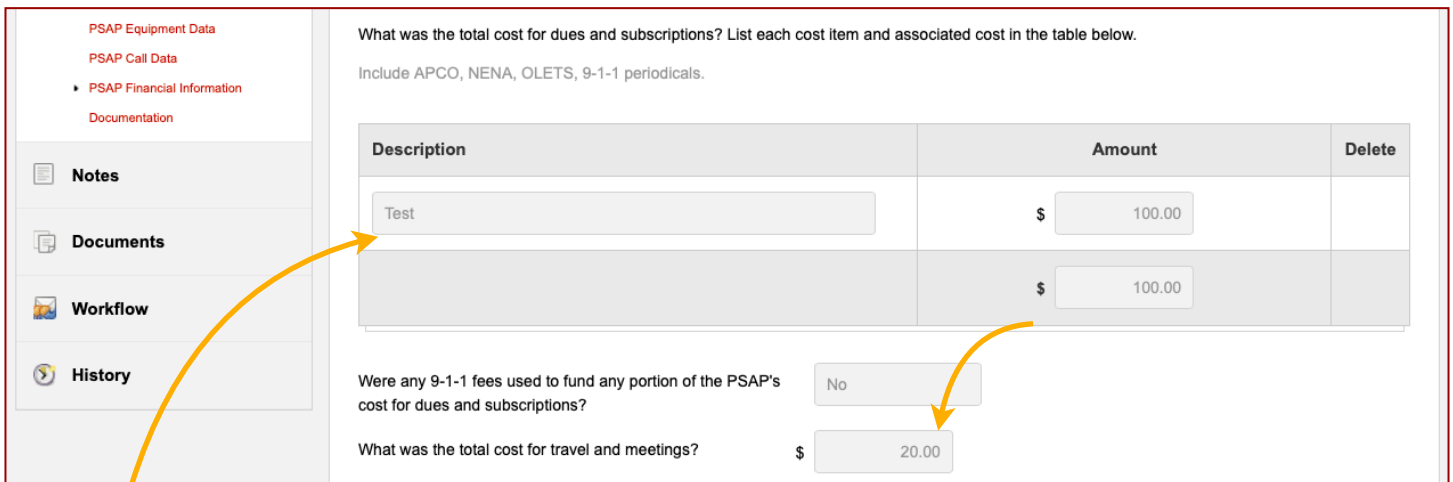 PSAP Equipment Data
PSAP Call Data
PSAP Financial Information
Documentation
Notes
Documents
Workflow
History
What was the total cost for dues and subscriptions? List each cost item and associated cost in the table below.
Include APCO, NENA, OLETS, 9-1-1 periodicals.
Description Amount Delete
Test $ 100.00
$ 100.00
Were any 9-1-1 fees used to fund any portion of the PSAP's No
cost for dues and subscriptions?
What was the total cost for travel and meetings? $ 20.00